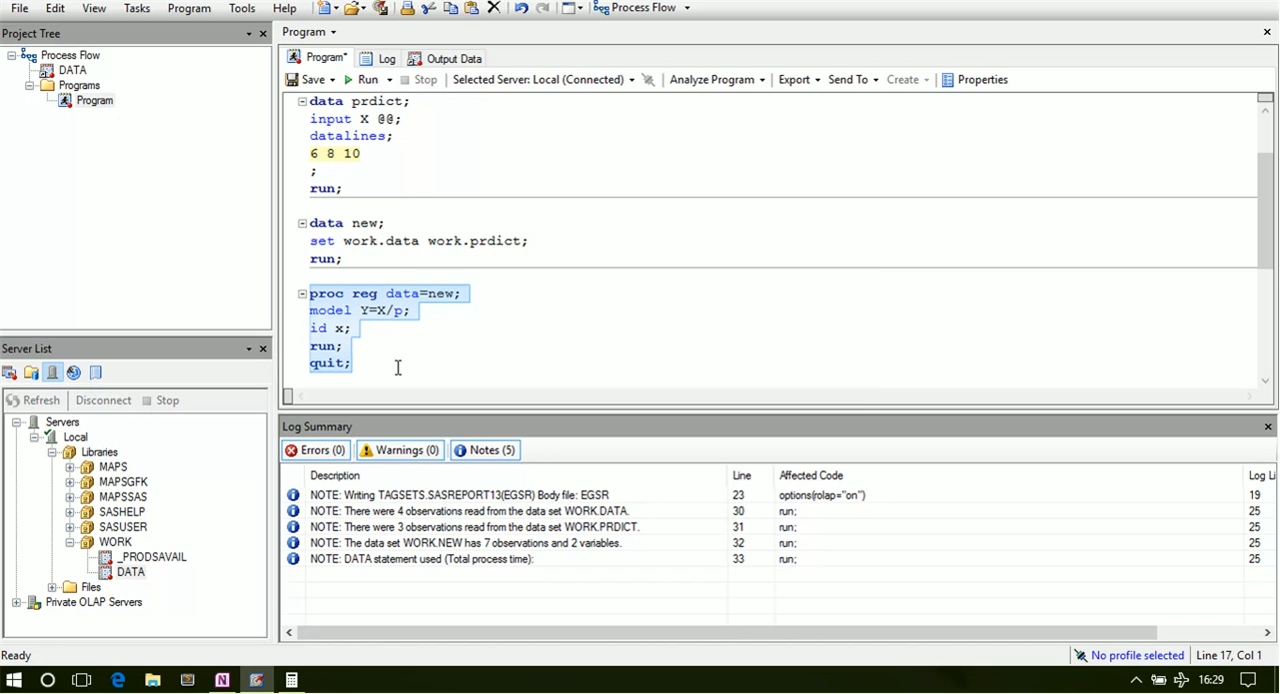 File Edit View Tasks Program Tools Help Process Flow
Project Tree
Process Flow
DATA
Programs
Program
Program
Program* Log Output Data
Save Run Stop Selected Server: Local (Connected) Analyze Program Export Send To Create Properties
data prdict;
input X @@;
datalines;
6 8 10
;
run;
data new;
set work.data work.prdict;
run;
proc reg data=new;
model Y=X/p;
id x;
run;
quit;
Server List
Refresh Disconnect Stop
Servers
Local
Libraries
MAPS
MAPSGFK
MAPSSAS
SASHELP
SASUSER
WORK
_PRODSAVAIL
DATA
Files
Private OLAP Servers
Log Summary
Errors (0) Warnings (0) Notes (5)
Description Line Affected Code Log Li
NOTE: Writing TAGSETS.SASREPORT13(EGSR) Body file: EGSR 23 options(rolap="on") 19
NOTE: There were 4 observations read from the data set WORK.DATA. 30 run; 25
NOTE: There were 3 observations read from the data set WORK.PRDICT. 31 run; 25
NOTE: The data set WORK.NEW has 7 observations and 2 variables. 32 run; 25
NOTE: DATA statement used (Total process time): 33 run; 25
Ready No profile selected Line 17, Col 1
16:29